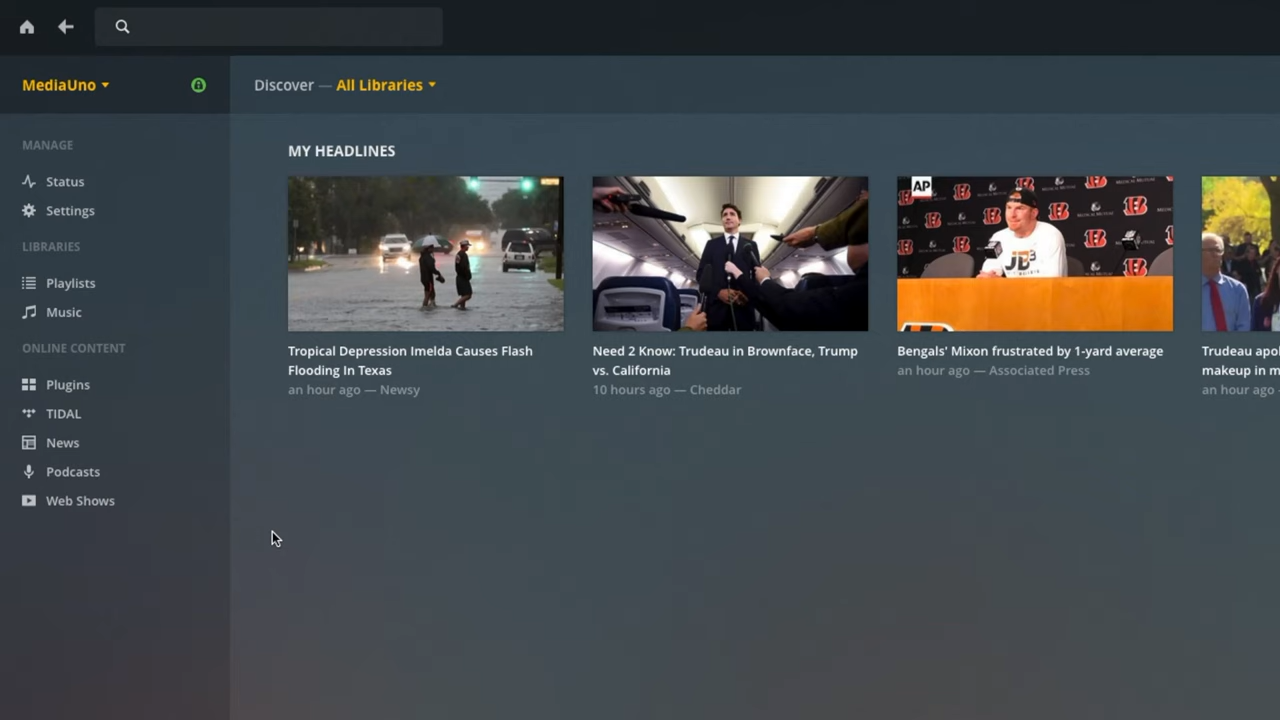 MediaUno
Discover — All Libraries
MANAGE
Status
Settings
LIBRARIES
Playlists
Music
ONLINE CONTENT
Plugins
TIDAL
News
Podcasts
Web Shows
MY HEADLINES
Tropical Depression Imelda Causes Flash
Flooding In Texas
an hour ago — Newsy
Need 2 Know: Trudeau in Brownface, Trump
vs. California
10 hours ago — Cheddar
AP
Bengals' Mixon frustrated by 1-yard average
an hour ago — Associated Press
Trudeau
makeup in
an hour ago